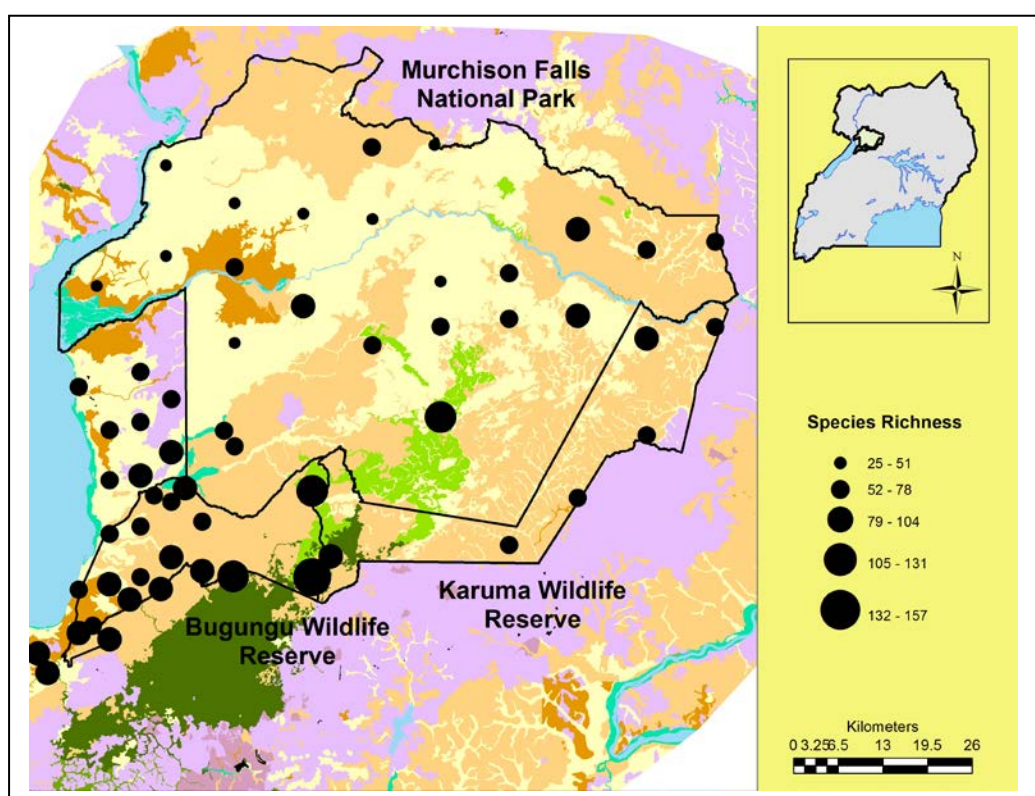 Murchison Falls
National Park
N
Species Richness
25 - 51
52 - 78
79 - 104
105 - 131
132 - 157
Karuma Wildlife
Reserve
Bugungu Wildlife
Reserve
Kilometers
0 3.25 6.5 13 19.5 26